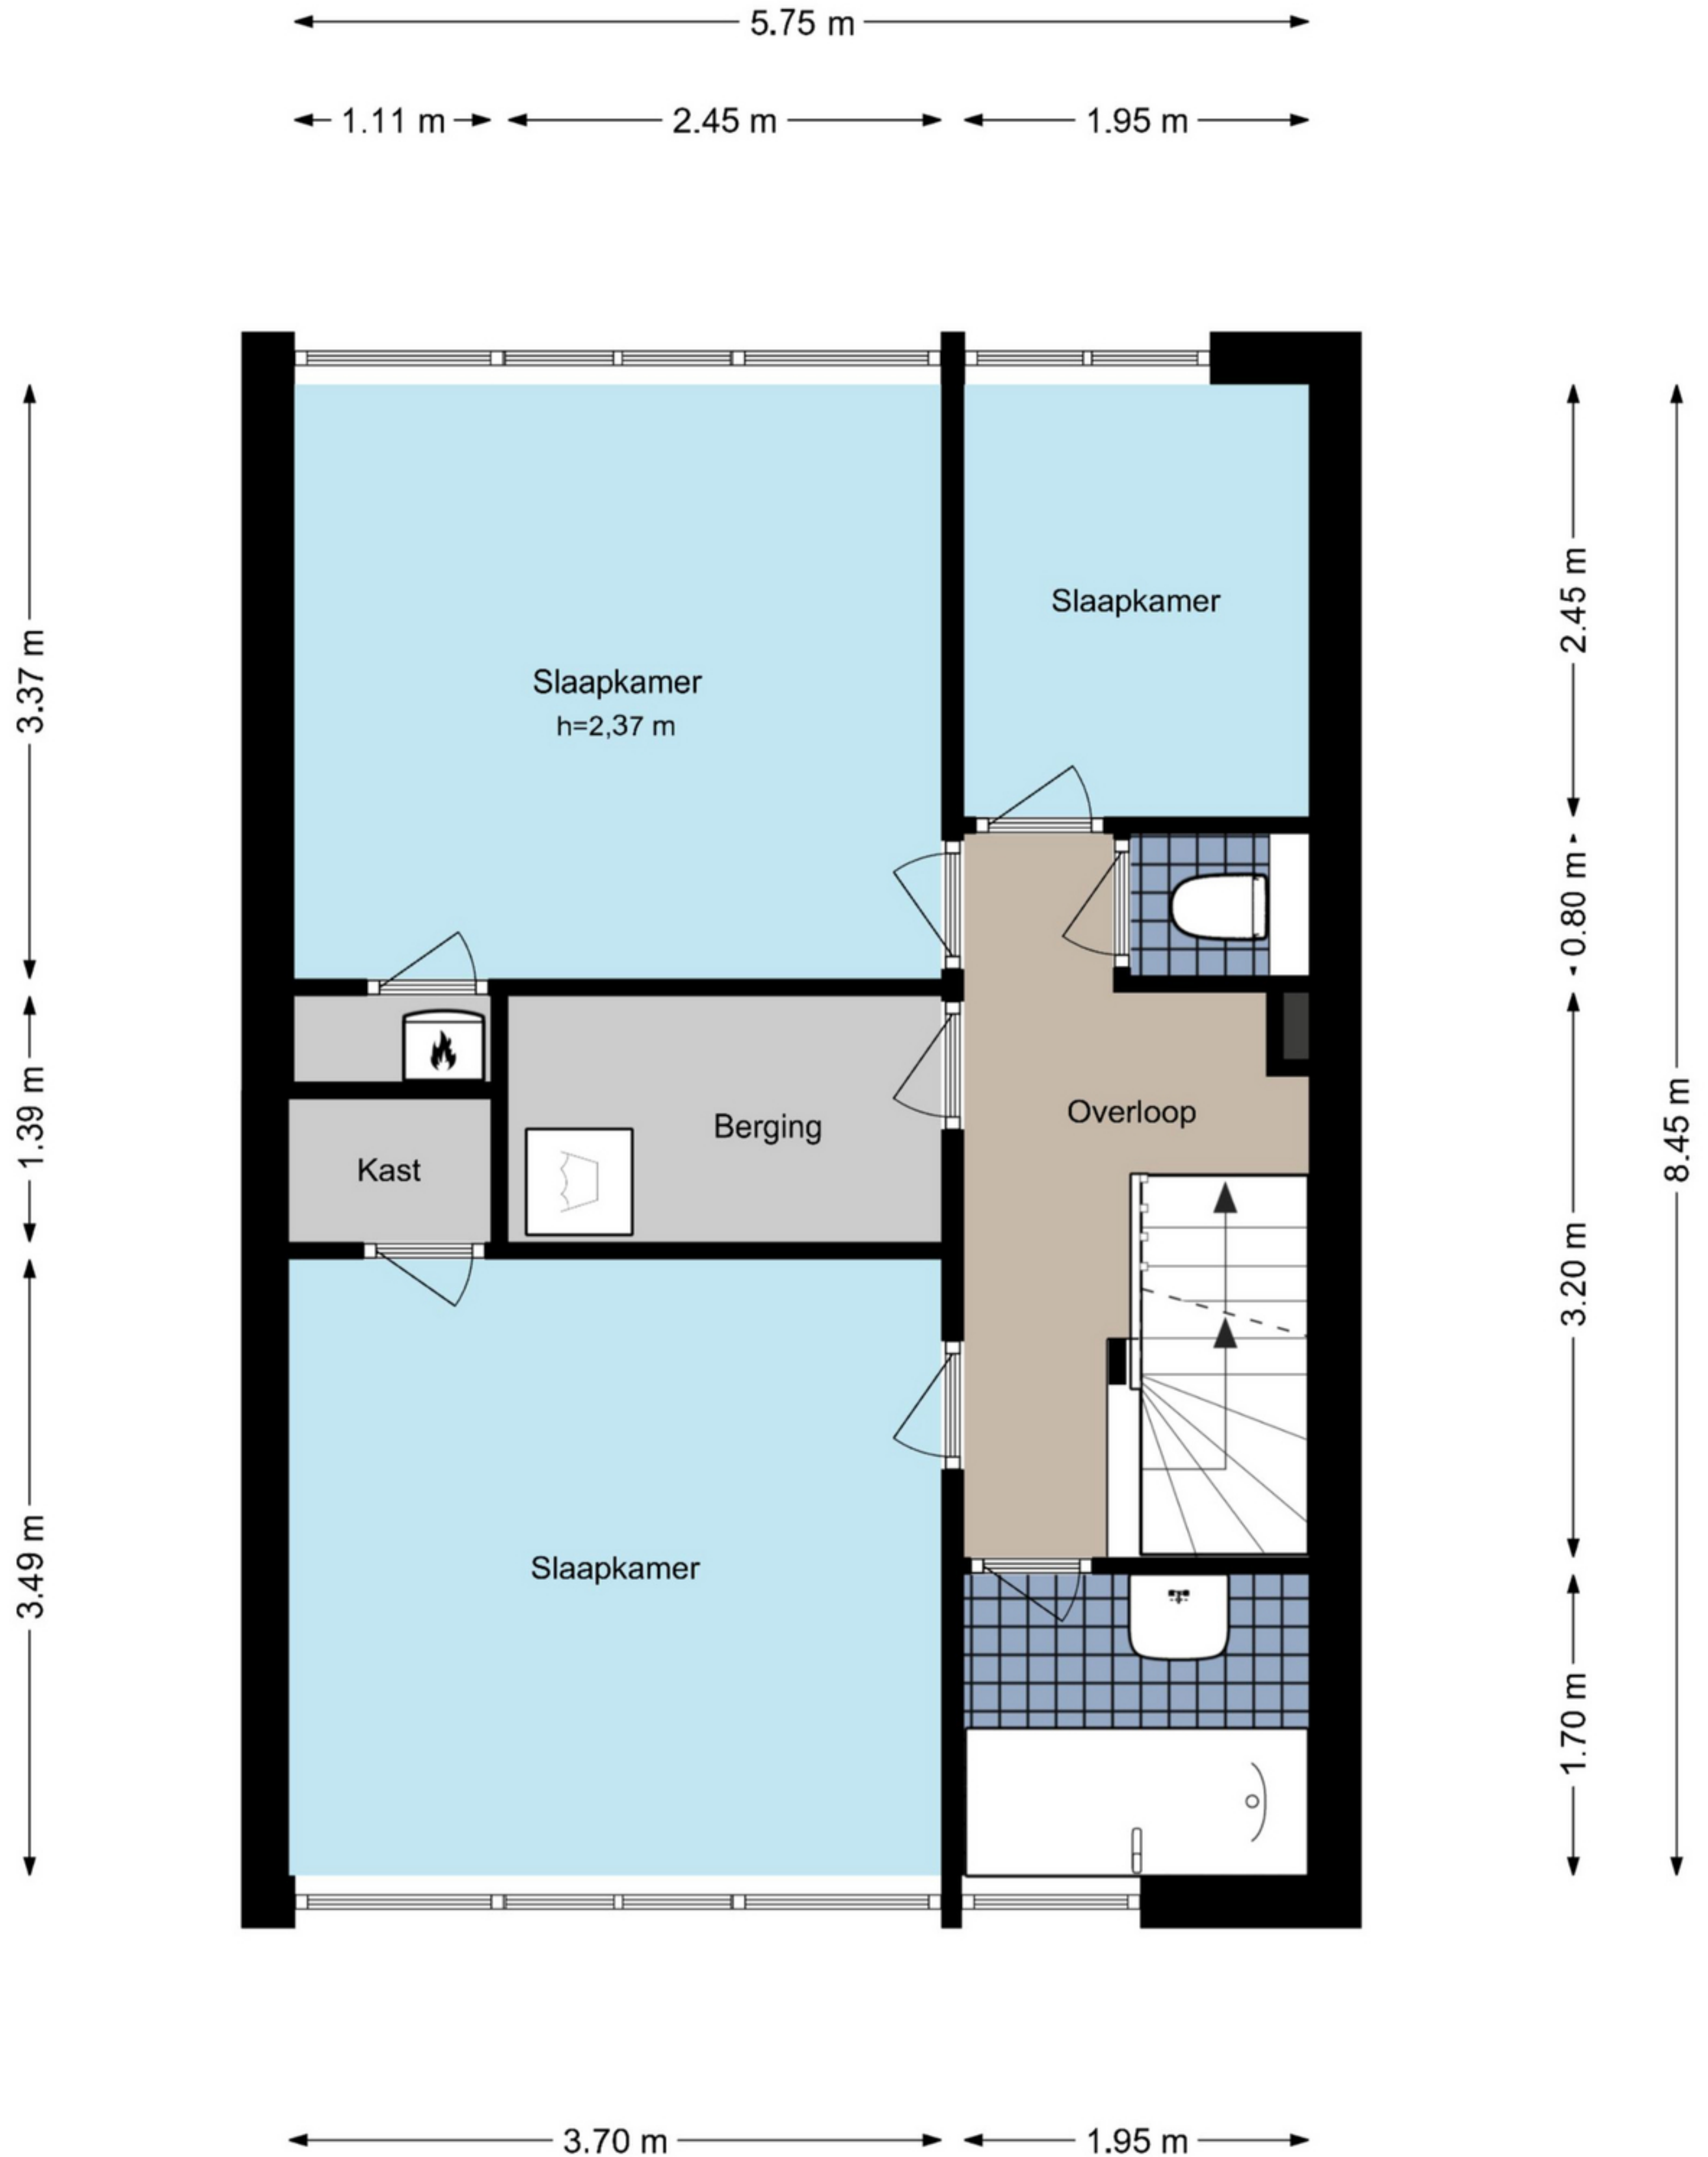 5.75 m
1.11 m
2.45 m
1.95 m
3.37 m
1.39 m
3.49 m
Slaapkamer
h=2,37 m
Slaapkamer
Berging
Overloop
Kast
Slaapkamer
2.45 m
0.80 m
3.20 m
1.70 m
8.45 m
3.70 m
1.95 m